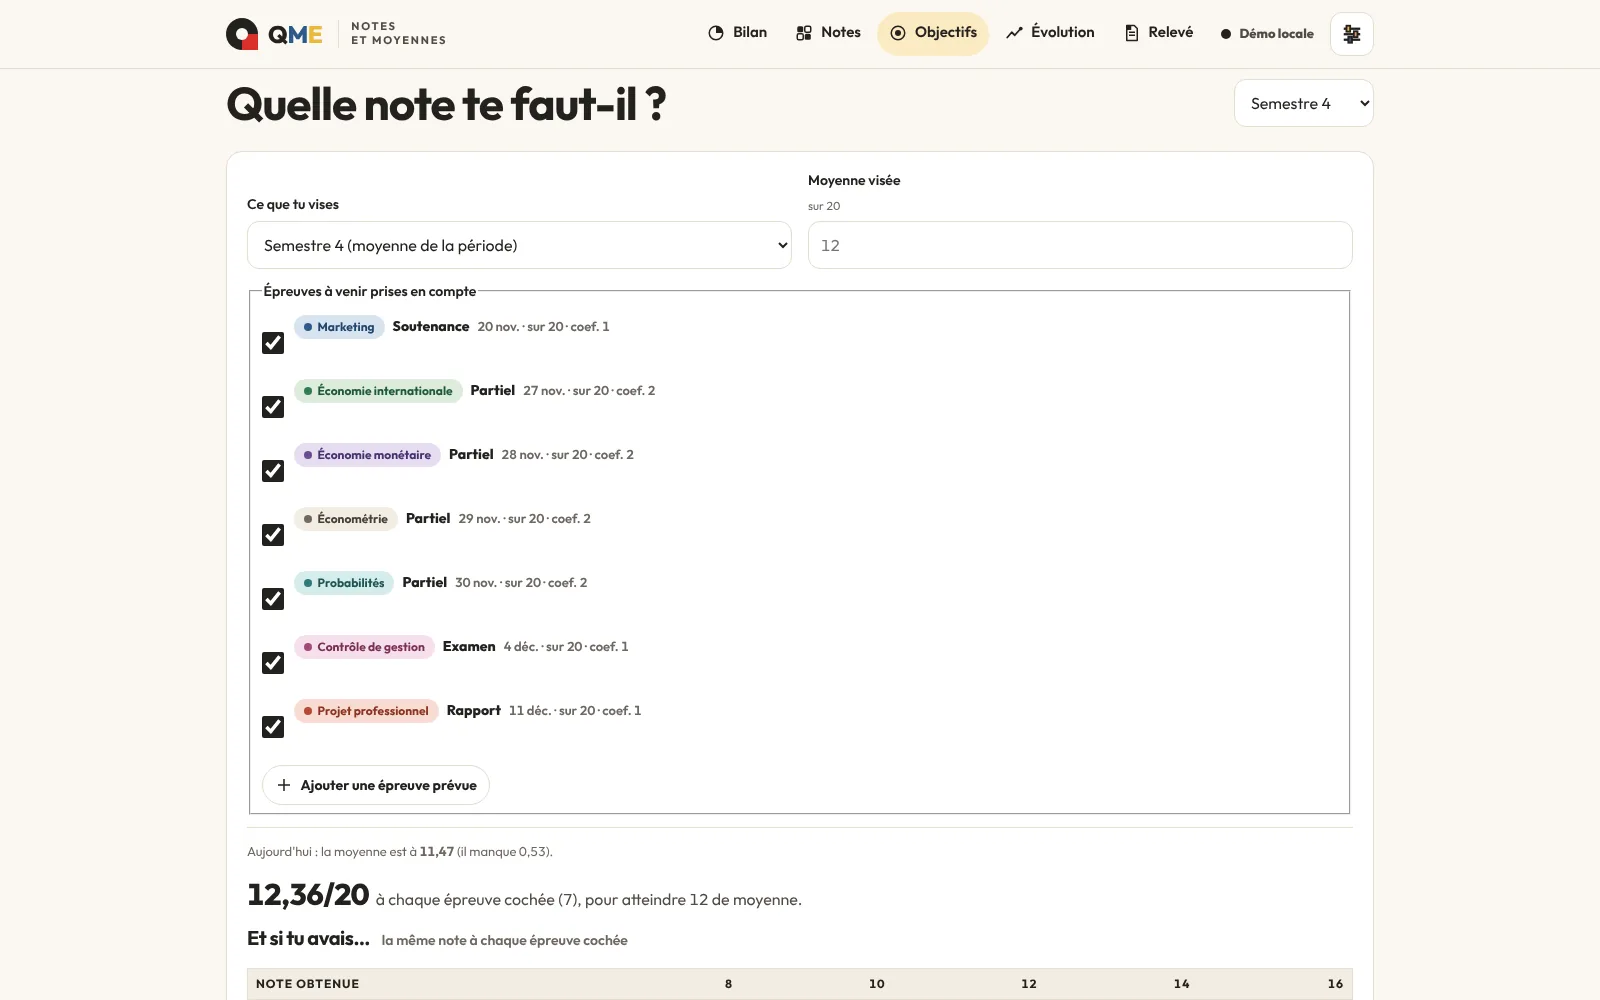 QME
NOTES
ET MOYENNES
Bilan
Notes
Objectifs
Évolution
Relevé
Démo locale
Quelle note te faut-il ?
Semestre 4
Ce que tu vises
Semestre 4 (moyenne de la période)
Moyenne visée
sur 20
12
Épreuves à venir prises en compte
Marketing Soutenance 20 nov. · sur 20 · coef. 1
Économie internationale Partiel 27 nov. · sur 20 · coef. 2
Économie monétaire Partiel 28 nov. · sur 20 · coef. 2
Économétrie Partiel 29 nov. · sur 20 · coef. 2
Probabilités Partiel 30 nov. · sur 20 · coef. 2
Contrôle de gestion Examen 4 déc. · sur 20 · coef. 1
Projet professionnel Rapport 11 déc. · sur 20 · coef. 1
Ajouter une épreuve prévue
Aujourd'hui : la moyenne est à 11,47 (il manque 0,53).
12,36/20 à chaque épreuve cochée (7), pour atteindre 12 de moyenne.
Et si tu avais... la même note à chaque épreuve cochée
NOTE OBTENUE 8 10 12 14 16